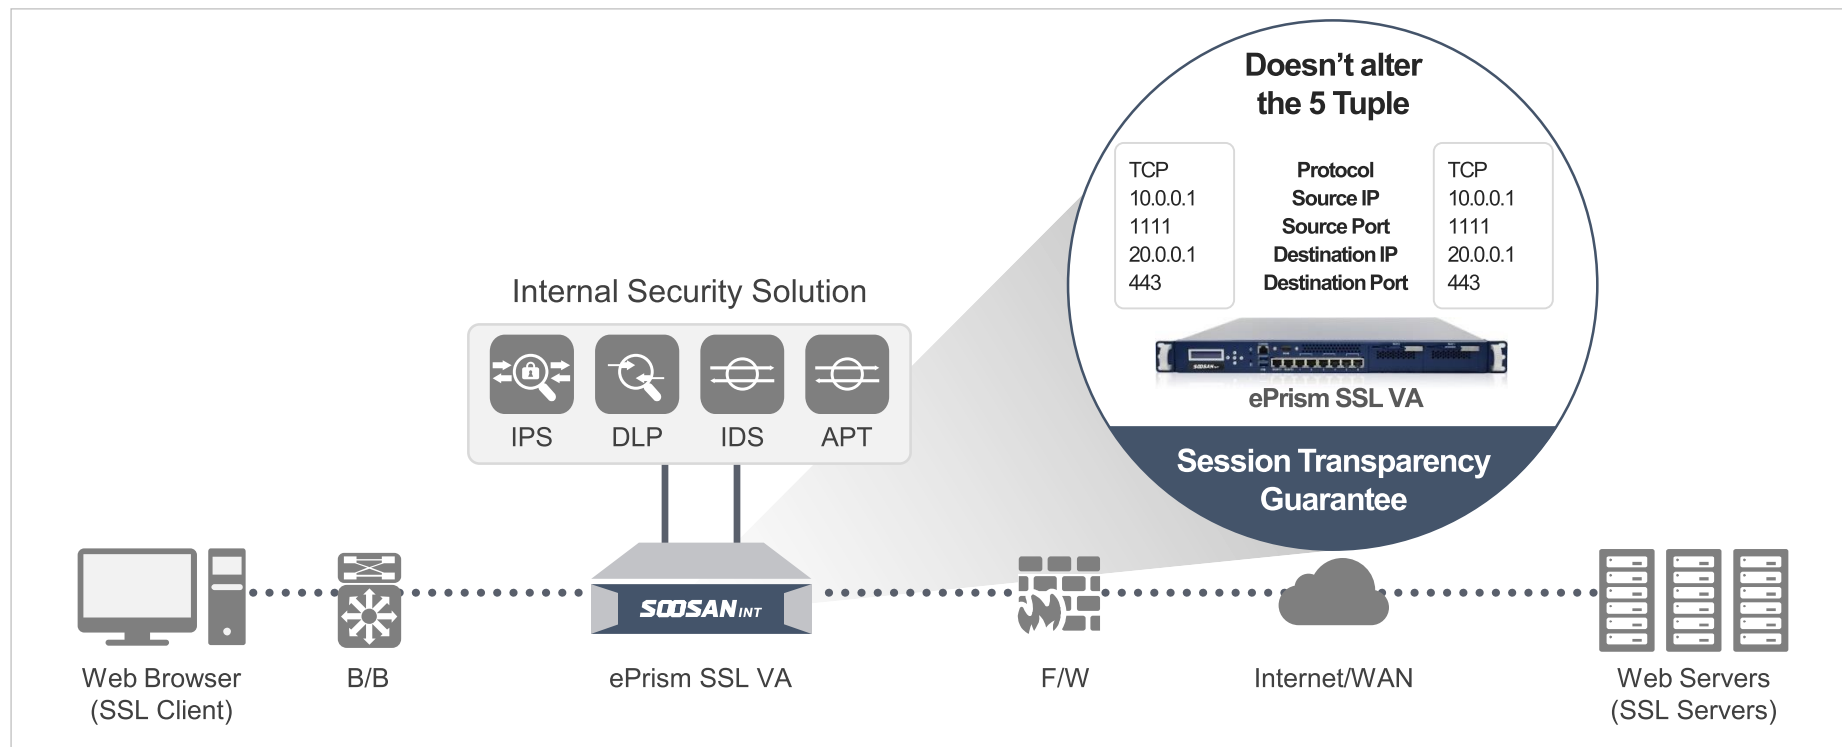 Doesn't alter
the 5 Tuple
TCP Protocol TCP
10.0.0.1 Source IP 10.0.0.1
1111 Source Port 1111
20.0.0.1 Destination IP 20.0.0.1
443 Destination Port 443
SOOSAN INT
ePrism SSL VA
Session Transparency
Guarantee
Internal Security Solution
IPS DLP IDS APT
SOOSAN INT
Web Browser
(SSL Client)
B/B
ePrism SSL VA
F/W
Internet/WAN
Web Servers
(SSL Servers)